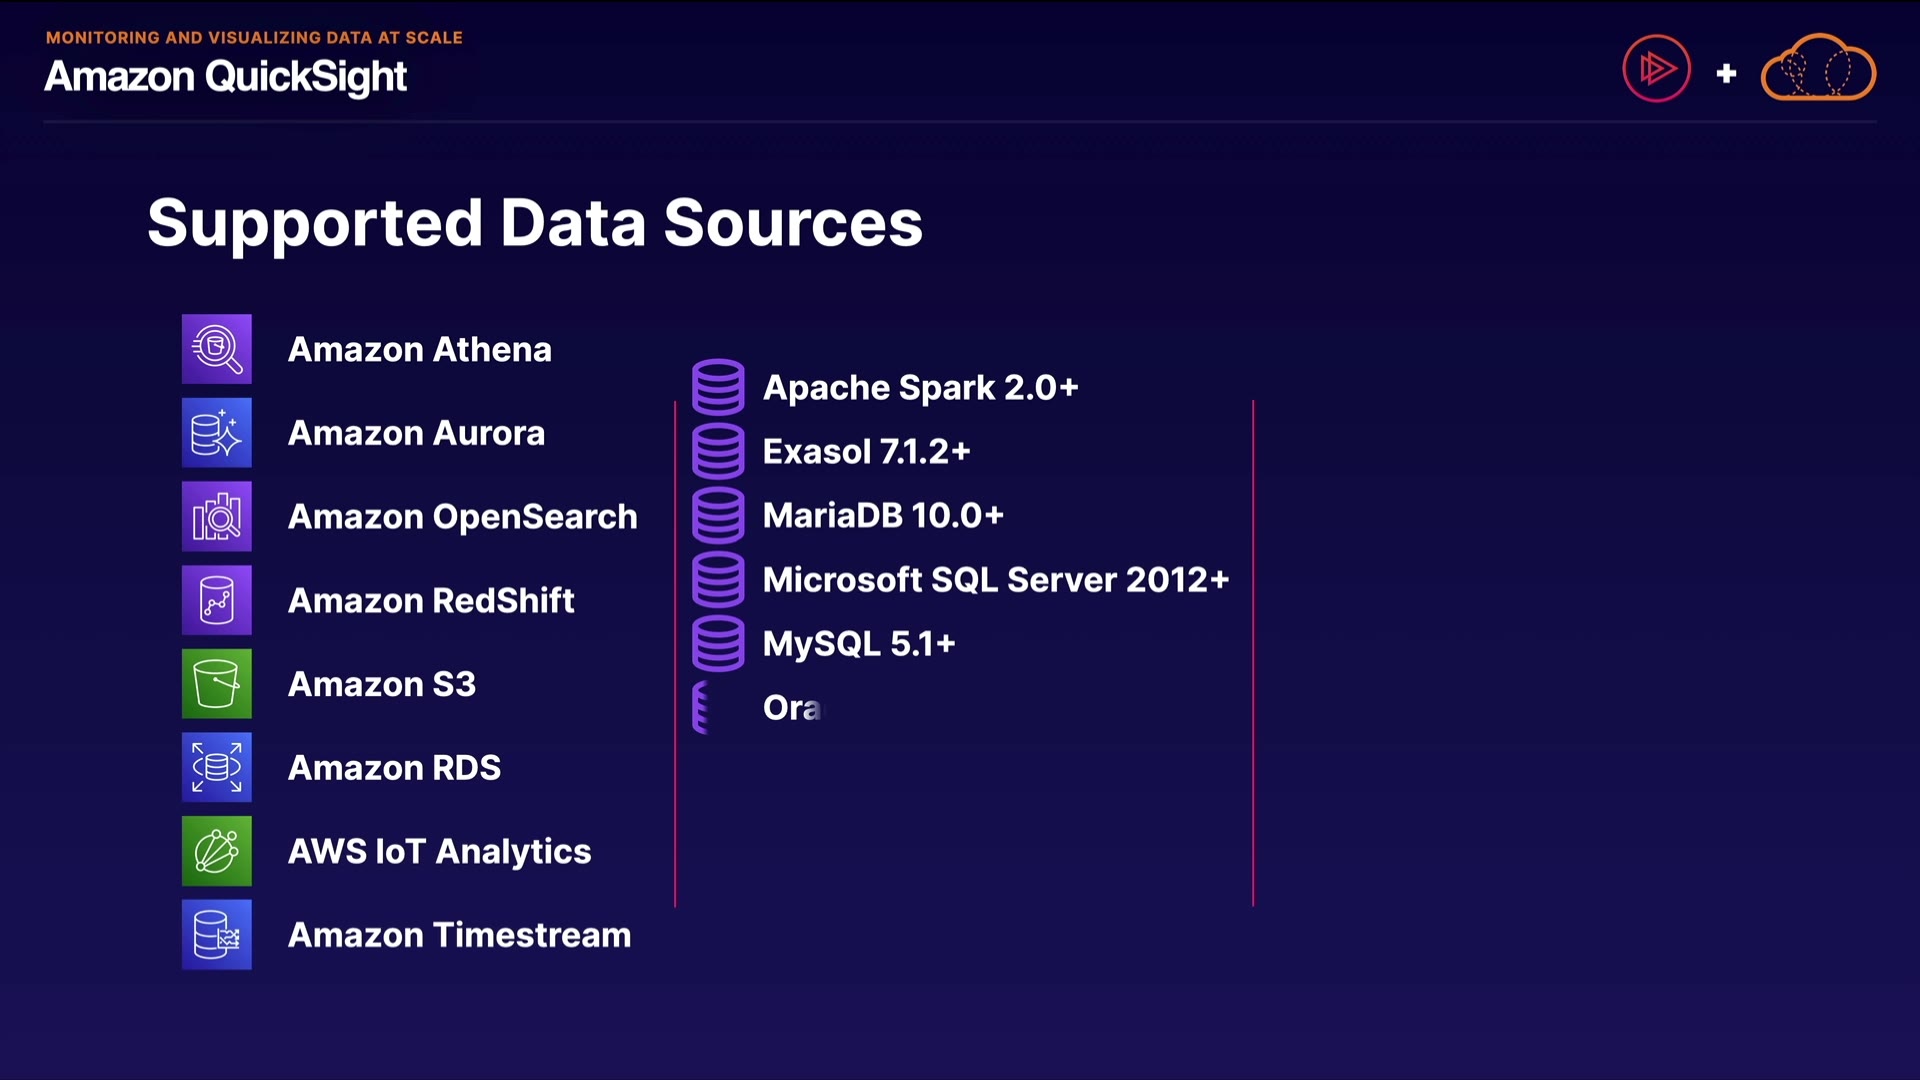 MONITORING AND VISUALIZING DATA AT SCALE
Amazon QuickSight
+
Supported Data Sources
Amazon Athena
Amazon Aurora
Amazon OpenSearch
Amazon RedShift
Amazon S3
Amazon RDS
AWS IoT Analytics
Amazon Timestream
Apache Spark 2.0+
Exasol 7.1.2+
MariaDB 10.0+
Microsoft SQL Server 2012+
MySQL 5.1+
Ora